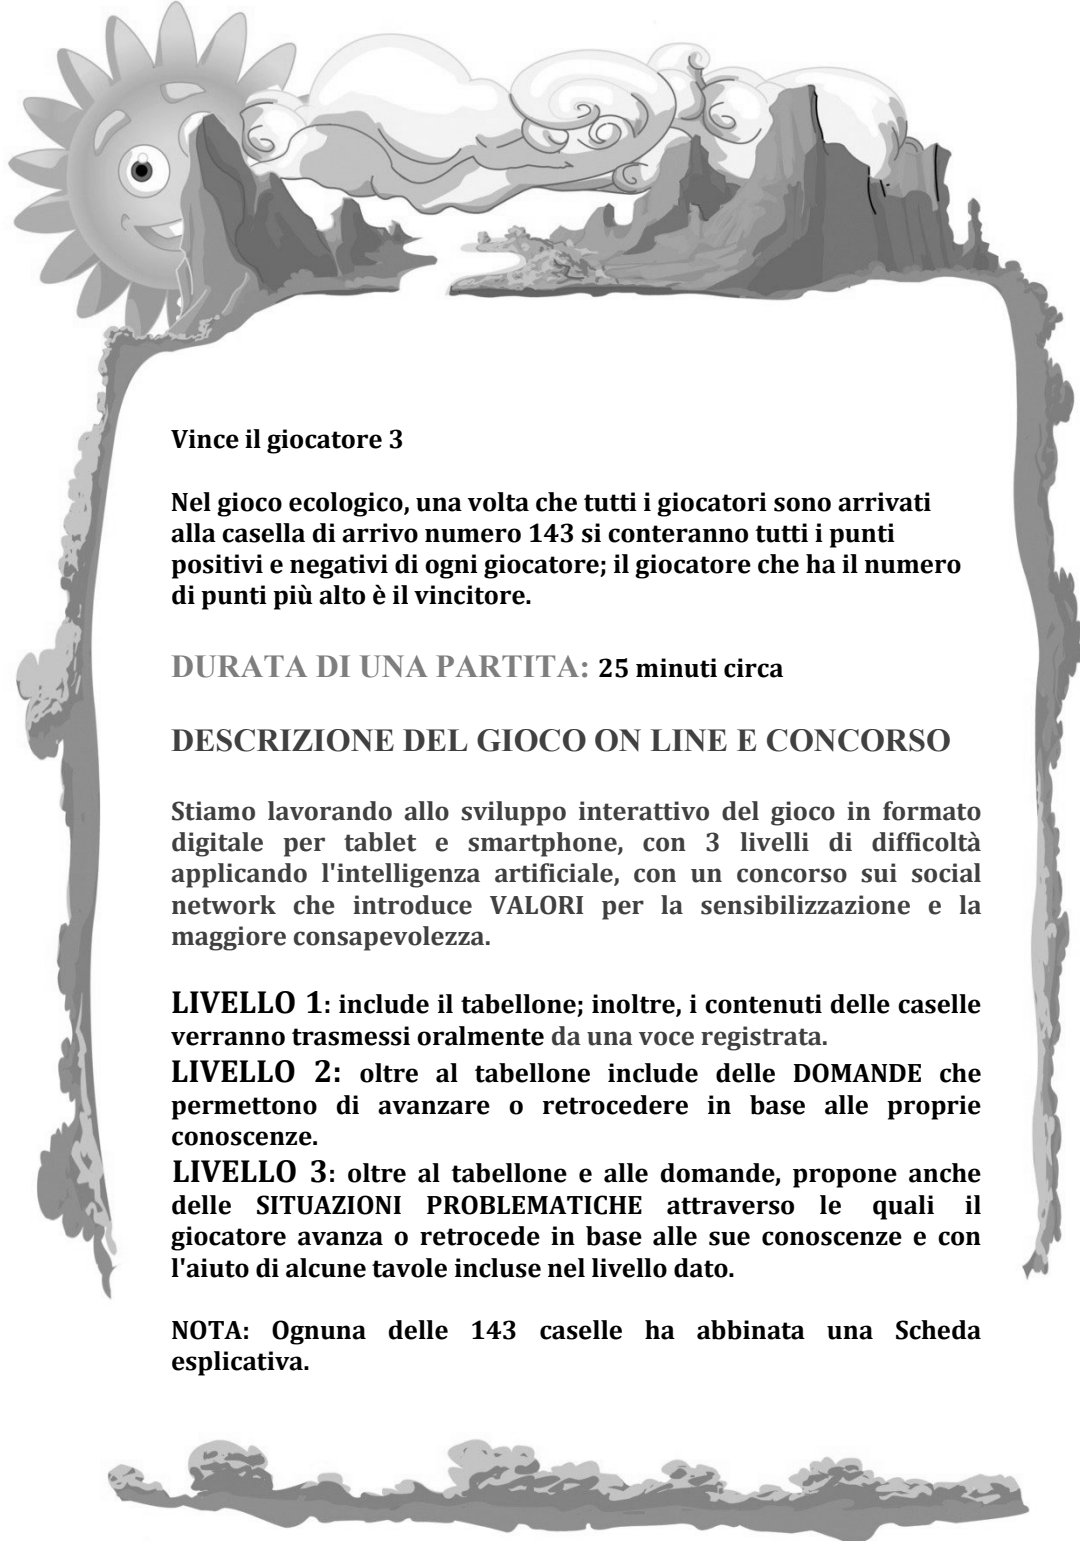 Vince il giocatore 3
Nel gioco ecologico, una volta che tutti i giocatori sono arrivati
alla casella di arrivo numero 143 si conteranno tutti i punti
positivi e negativi di ogni giocatore; il giocatore che ha il numero
di punti più alto è il vincitore.
DURATA DI UNA PARTITA: 25 minuti circa
DESCRIZIONE DEL GIOCO ON LINE E CONCORSO
Stiamo lavorando allo sviluppo interattivo del gioco in formato
digitale per tablet e smartphone, con 3 livelli di difficoltà
applicando l'intelligenza artificiale, con un concorso sui social
network che introduce VALORI per la sensibilizzazione e la
maggiore consapevolezza.
LIVELLO 1: include il tabellone; inoltre, i contenuti delle caselle
verranno trasmessi oralmente da una voce registrata.
LIVELLO 2: oltre al tabellone include delle DOMANDE che
permettono di avanzare o retrocedere in base alle proprie
conoscenze.
LIVELLO 3: oltre al tabellone e alle domande, propone anche
delle SITUAZIONI PROBLEMATICHE attraverso le quali il
giocatore avanza o retrocede in base alle sue conoscenze e con
l'aiuto di alcune tavole incluse nel livello dato.
NOTA: Ognuna delle 143 caselle ha abbinata una Scheda
esplicativa.